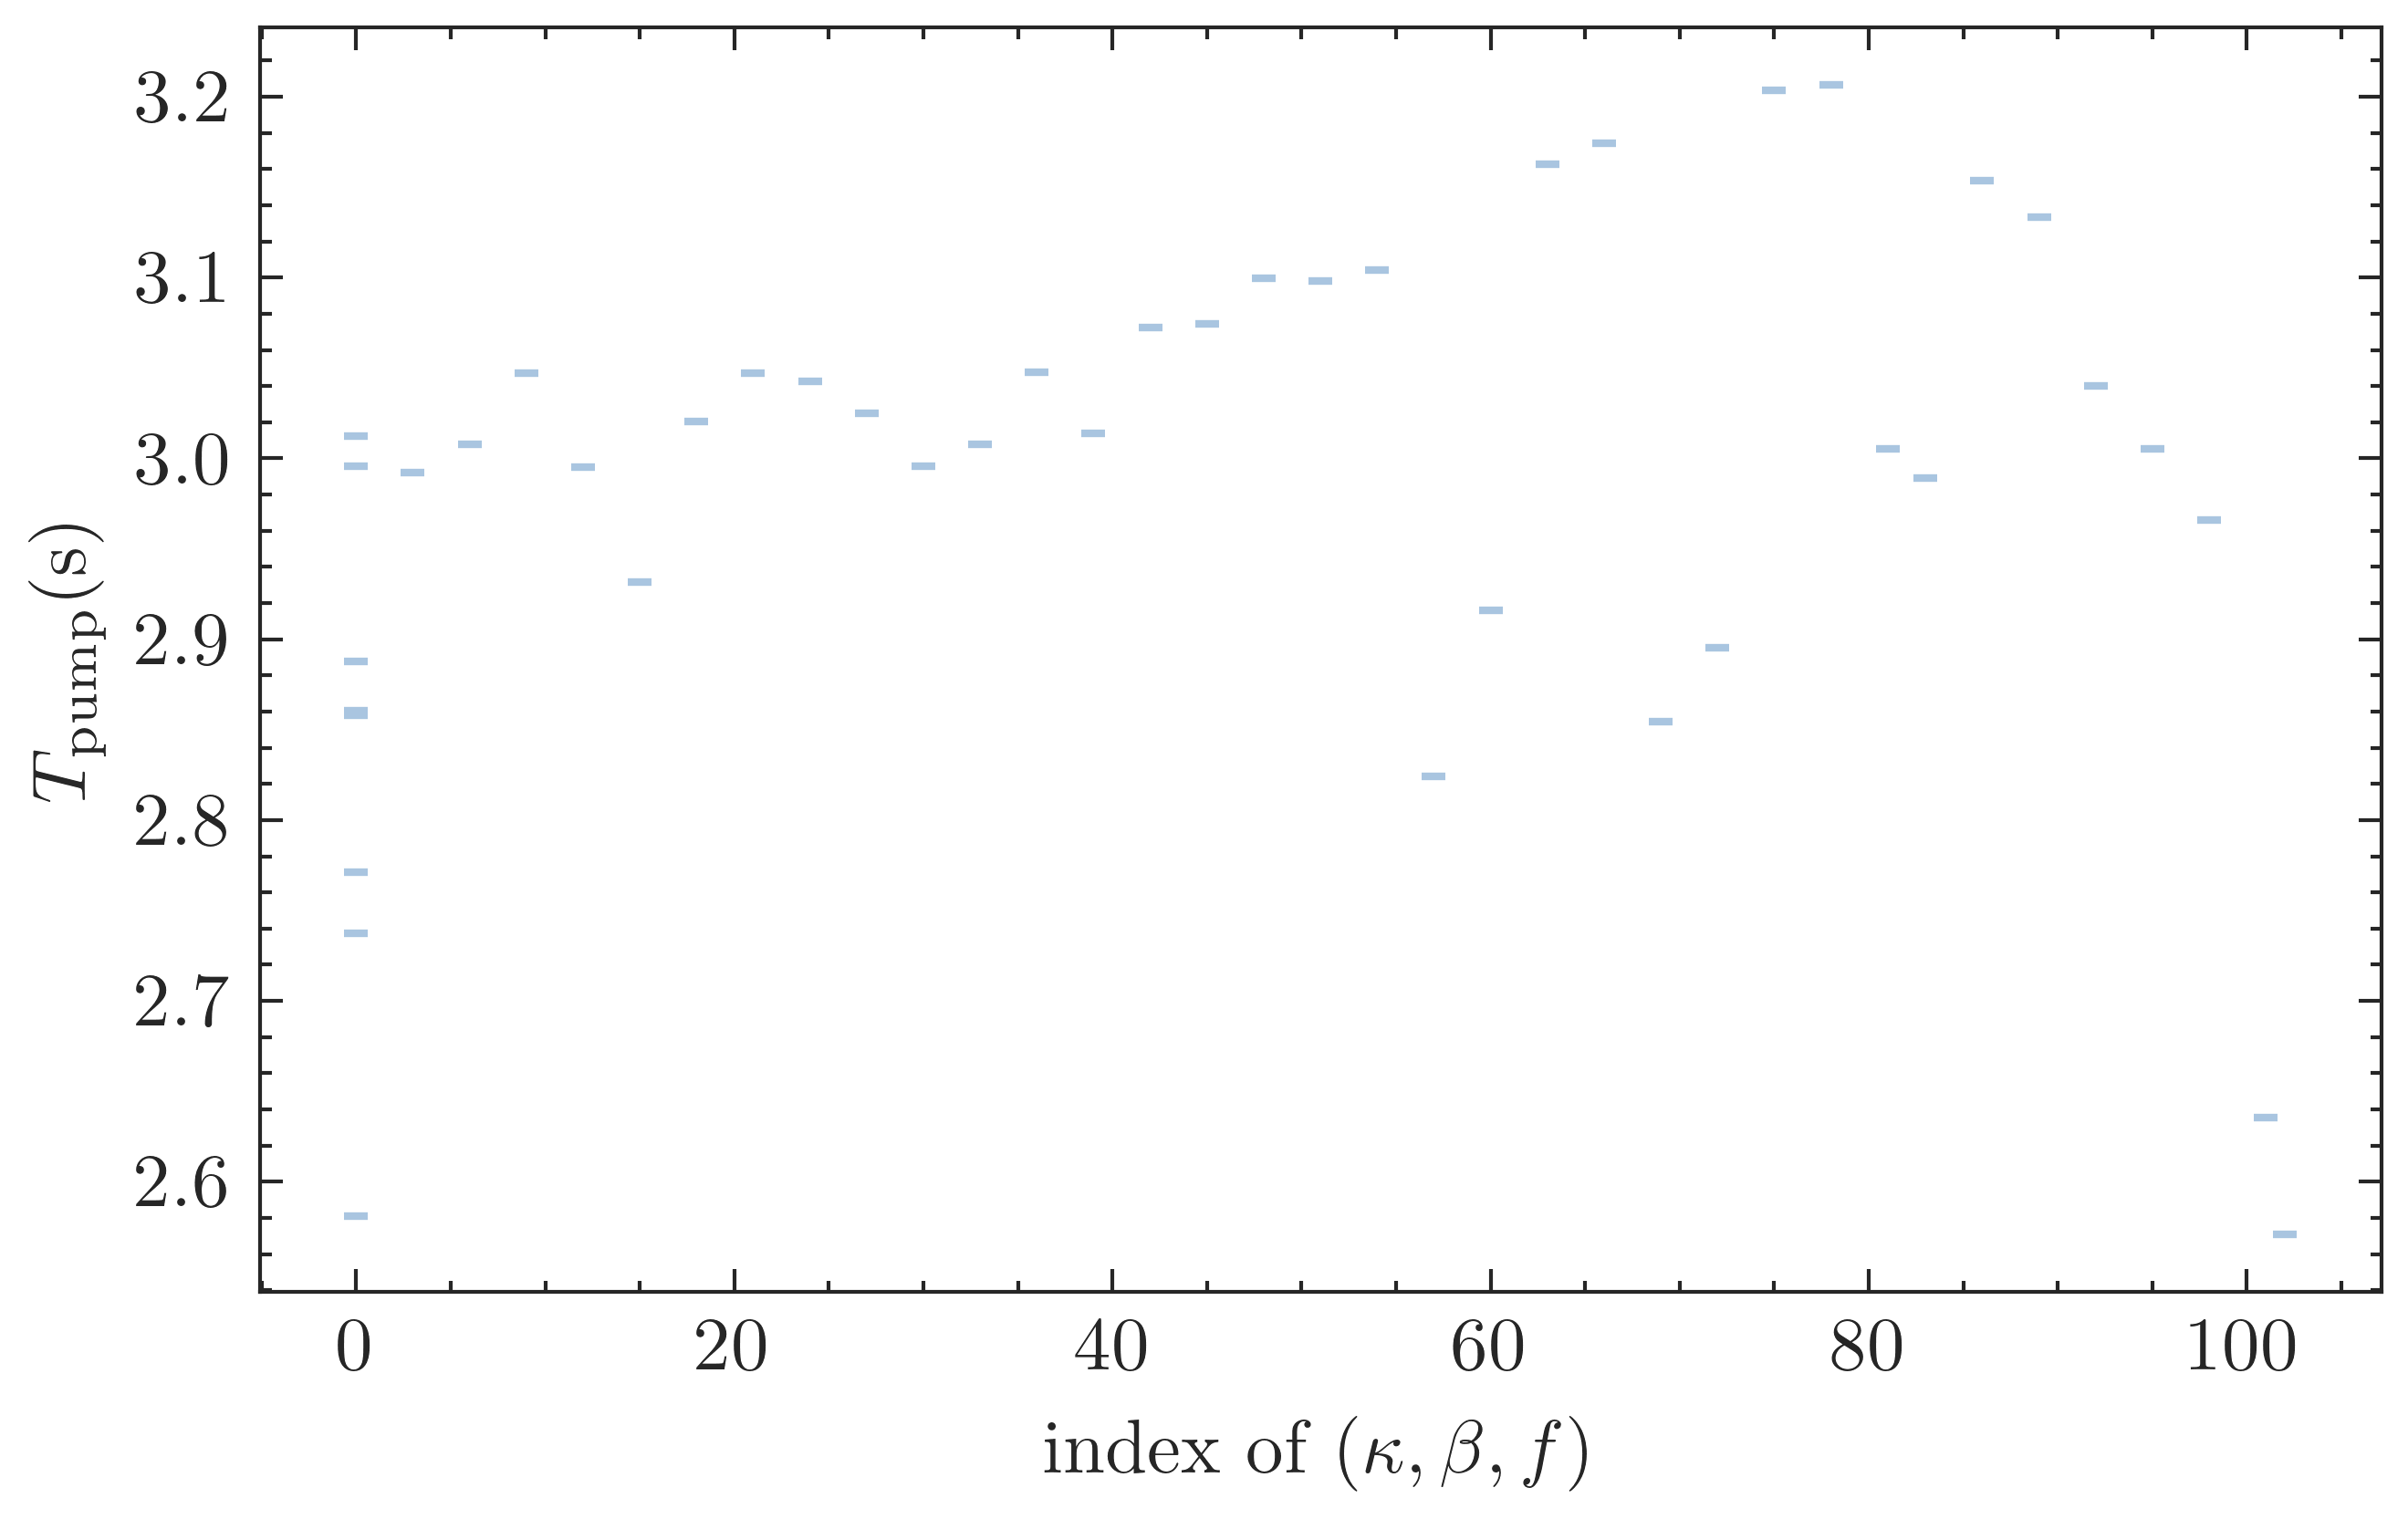 3.2
3.1
3.0
2.9
2.8
2.7
2.6
T_pump(s)
0 20 40 60 80 100
index of (κ, β, f)